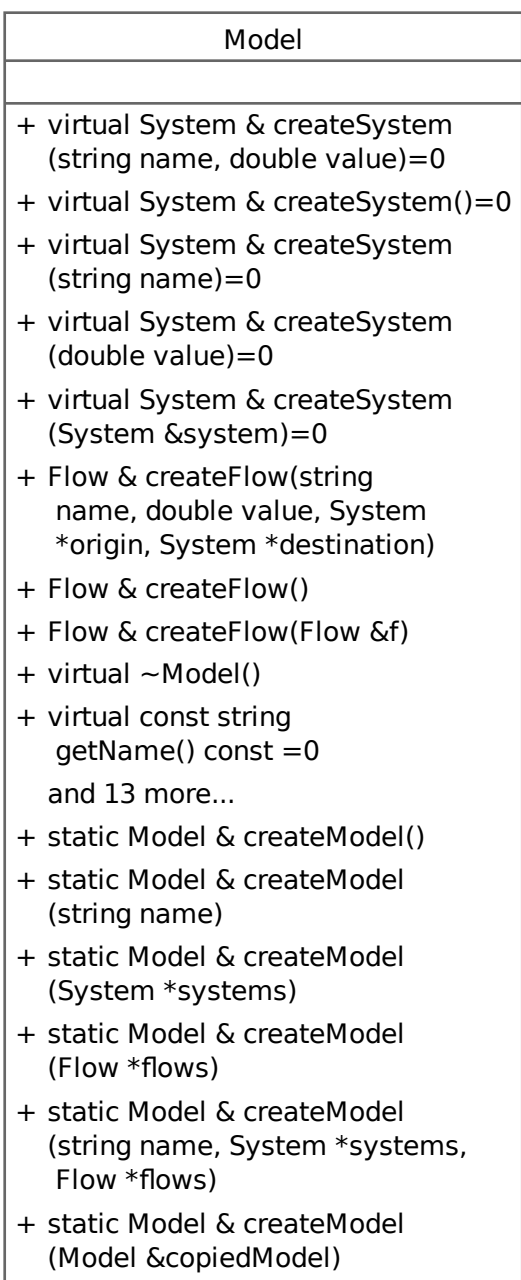 Model
+ virtual System & createSystem
(string name, double value)=0
+ virtual System & createSystem()=0
+ virtual System & createSystem
(string name)=0
+ virtual System & createSystem
(double value)=0
+ virtual System & createSystem
(System &system)=0
+ Flow & createFlow(string
name, double value, System
*origin, System *destination)
+ Flow & createFlow()
+ Flow & createFlow(Flow &f)
+ virtual ~Model()
+ virtual const string
getName() const =0
and 13 more...
+ static Model & createModel()
+ static Model & createModel
(string name)
+ static Model & createModel
(System *systems)
+ static Model & createModel
(Flow *flows)
+ static Model & createModel
(string name, System *systems,
Flow *flows)
+ static Model & createModel
(Model &copiedModel)